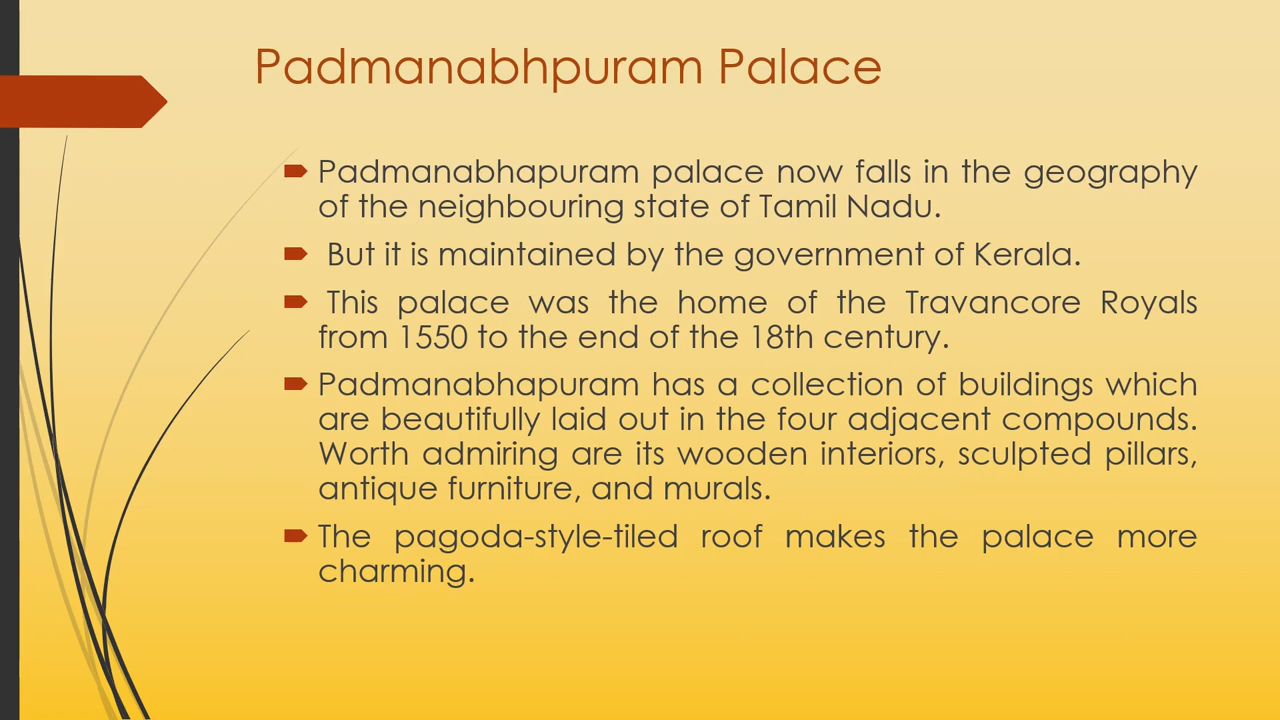 Padmanabhpuram Palace
Padmanabhapuram palace now falls in the geography
of the neighbouring state of Tamil Nadu.
But it is maintained by the government of Kerala.
This palace was the home of the Travancore Royals
from 1550 to the end of the 18th century.
Padmanabhapuram has a collection of buildings which
are beautifully laid out in the four adjacent compounds.
Worth admiring are its wooden interiors, sculpted pillars,
antique furniture, and murals.
The pagoda-style-tiled roof makes the palace more
charming.